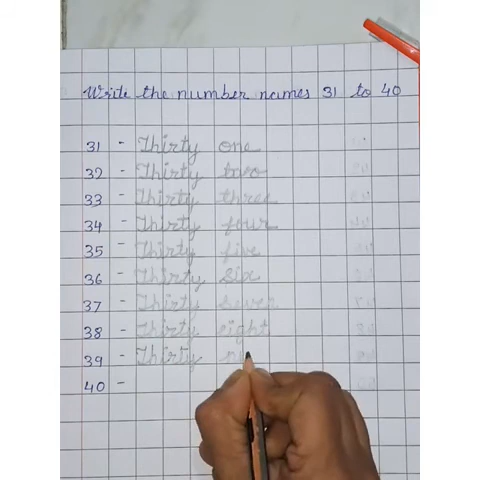 Write the number names 31 to 40
31 - Thirty one
32 - Thirty two
33 - Thirty three
34 - Thirty four
35 - Thirty five
36 - Thirty six
37 - Thirty seven
38 - Thirty eight
39 - Thirty
40 -